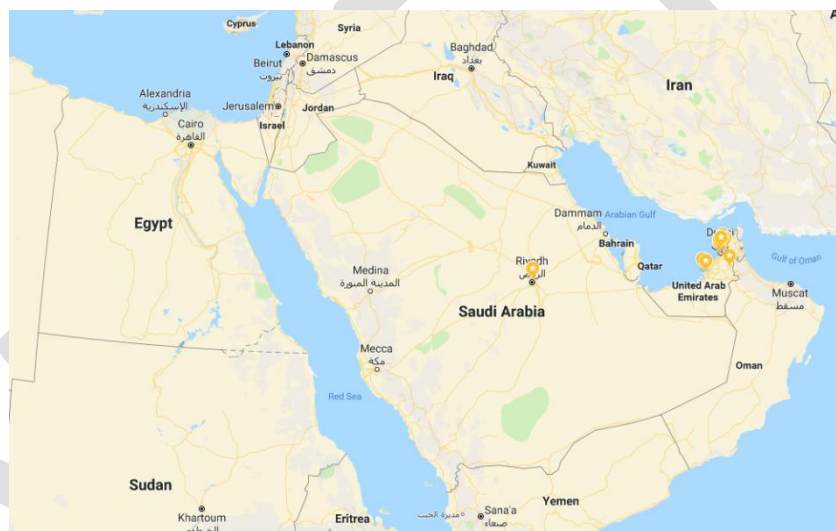 Cyprus
Syria
Lebanon
Beirut
بيروت
Damascus
دمشق
Baghdad
بغداد
Iraq
Iran
Alexandria
الإسكندرية
Jerusalem
Jordan
Israel
Cairo
القاهرة
Kuwait
Egypt
Dammam
الدمام
Arabian Gulf
Bahrain
Gulf of Oman
Medina
المدينة المنورة
Riyadh
Qatar
United Arab
Emirates
Muscat
مسقط
Saudi Arabia
Mecca
مكة
Oman
Red Sea
Sudan
Khartoum
Eritrea
Sana'a
صنعاء
Yemen